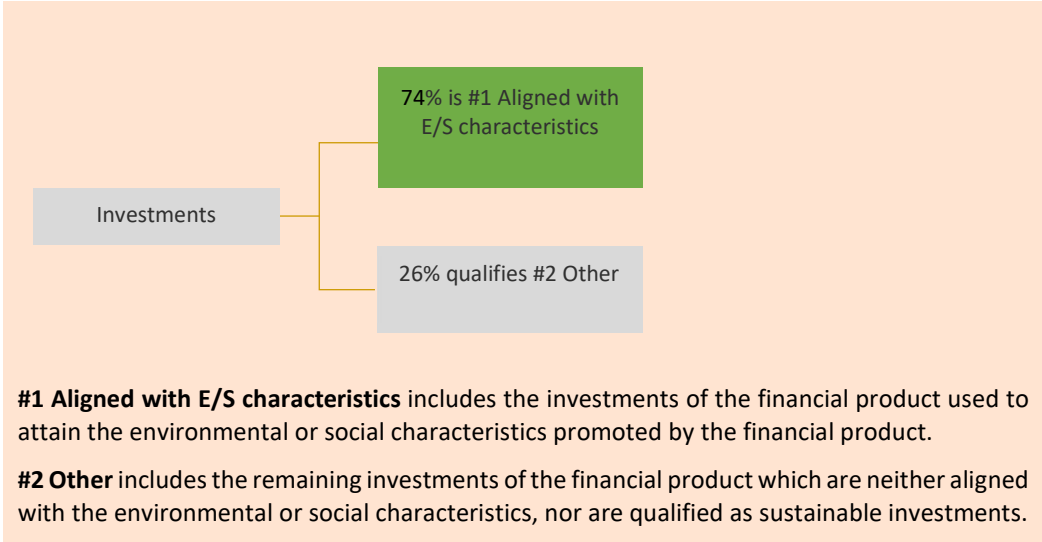 74% is #1 Aligned with
E/S characteristics
Investments
26% qualifies #2 Other
#1 Aligned with E/S characteristics includes the investments of the financial product used to
attain the environmental or social characteristics promoted by the financial product.
#2 Other includes the remaining investments of the financial product which are neither aligned
with the environmental or social characteristics, nor are qualified as sustainable investments.